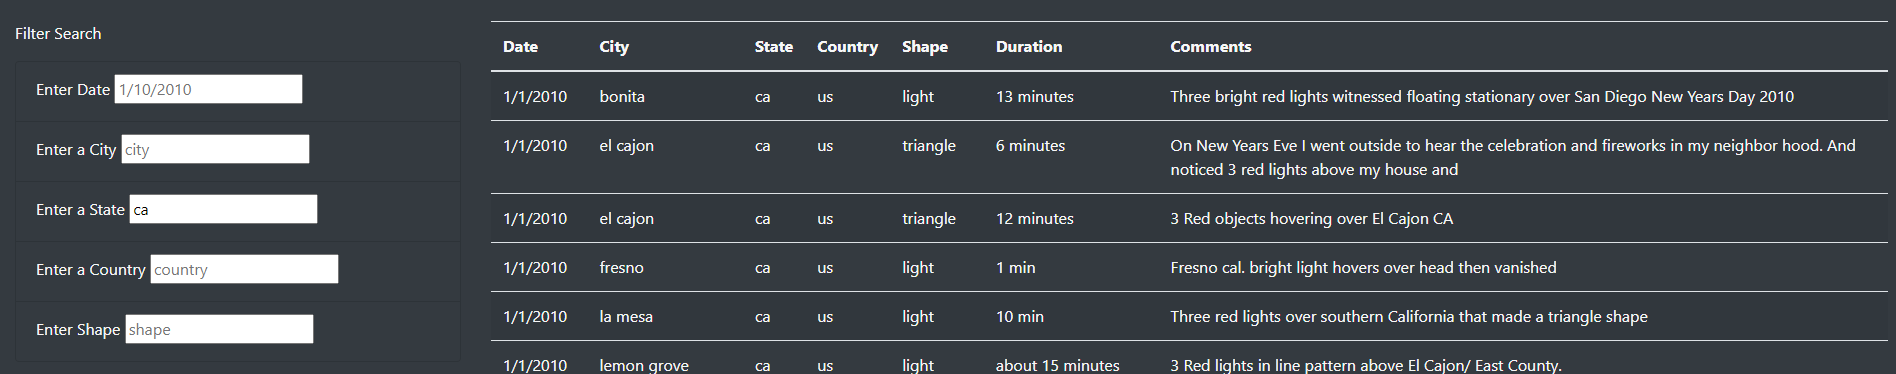 Filter Search
Enter Date 1/10/2010
Enter a City city
Enter a State ca
Enter a Country country
Enter Shape shape
Date City State Country Shape Duration Comments
1/1/2010 bonita ca us light 13 minutes Three bright red lights witnessed floating stationary over San Diego New Years Day 2010
1/1/2010 el cajon ca us triangle 6 minutes On New Years Eve I went outside to hear the celebration and fireworks in my neighbor hood. And
noticed 3 red lights above my house and
1/1/2010 el cajon ca us triangle 12 minutes 3 Red objects hovering over El Cajon CA
1/1/2010 fresno ca us light 1 min Fresno cal. bright light hovers over head then vanished
1/1/2010 la mesa ca us light 10 min Three red lights over southern California that made a triangle shape
1/1/2010 lemon grove ca us light about 15 minutes 3 Red lights in line pattern above El Cajon/ East County.